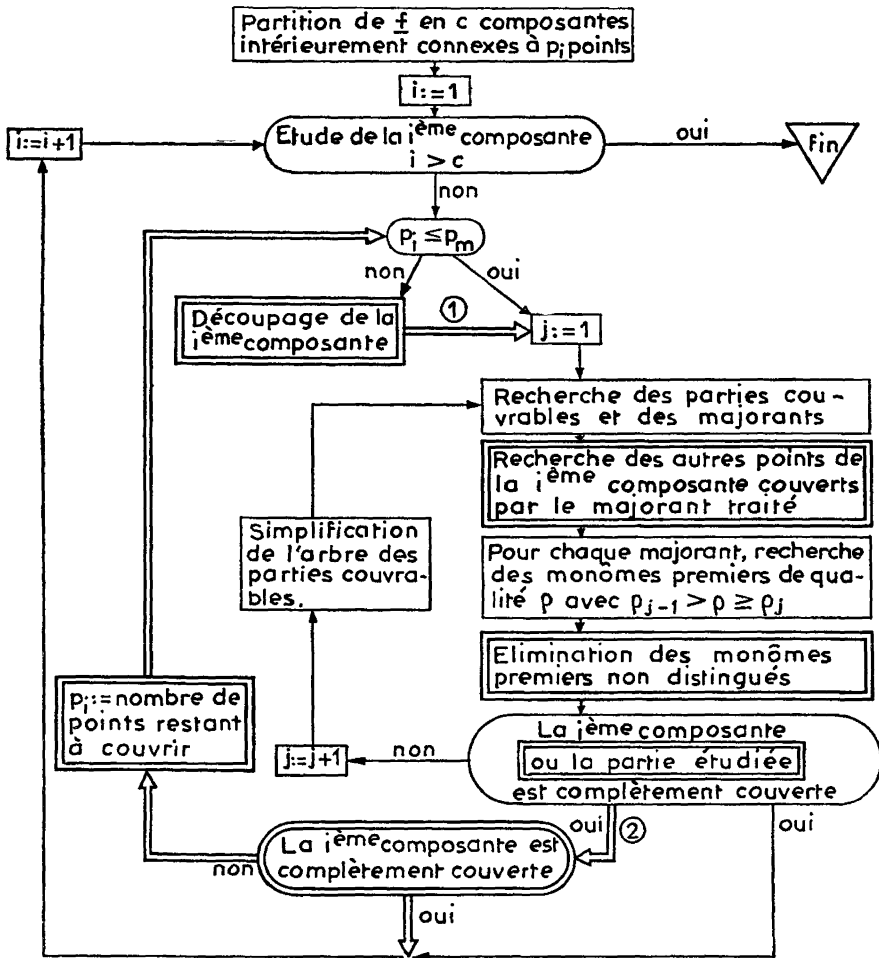 Partition de f en c composantes
intérieurement connexes à pi points
i:=1
i:=i+1
Etude de la ième composante
i > c
oui
fin
non
pi ≤ pm
non
oui
Découpage de la
ième composante
①
j:=1
Recherche des parties cou-
vrables et des majorants
Recherche des autres points de
la ième composante couverts
par le majorant traité
Simplification
de l'arbre des
parties couvra-
bles.
Pour chaque majorant, recherche
des monômes premiers de qua-
lité ρ avec ρj-1 > ρ ≥ ρj
Elimination des monômes
premiers non distingués
pi:=nombre de
points restant
à couvrir
La ième composante
ou la partie étudiée
est complètement couverte
non
j:=j+1
oui
②
oui
La ième composante est
complètement couverte
non
oui